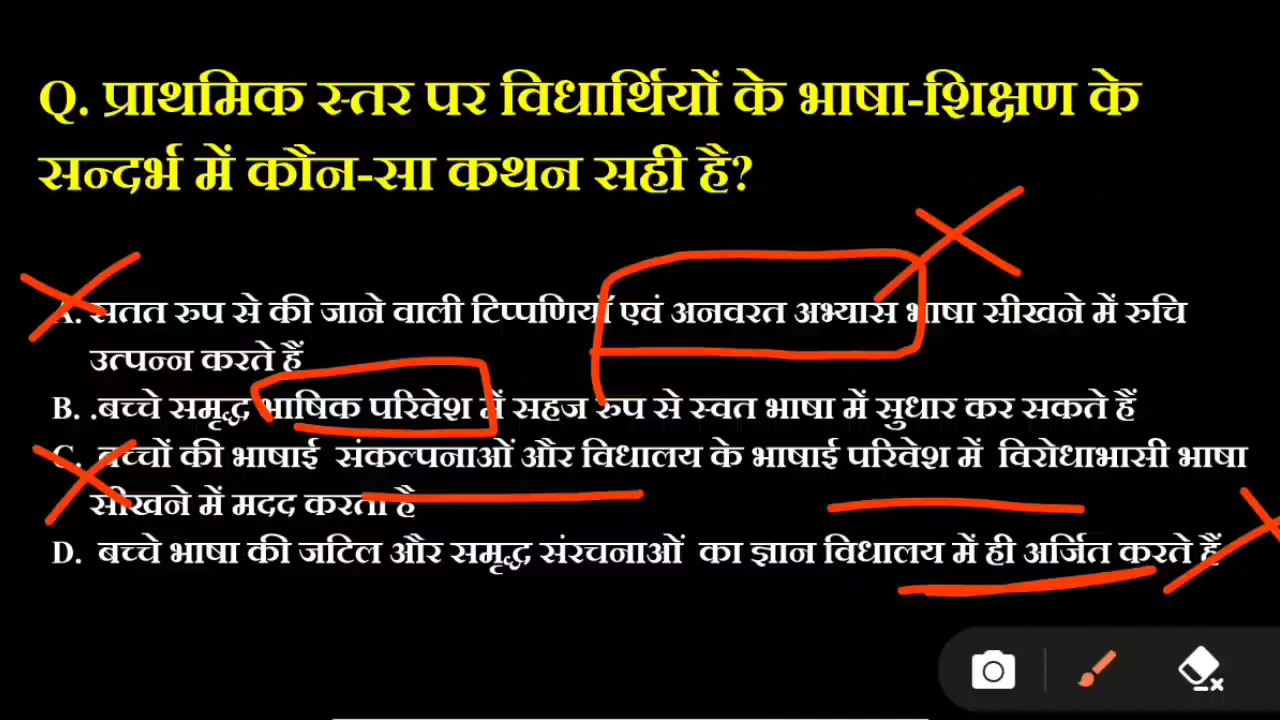 Q. प्राथमिक स्तर पर विधार्थियों के भाषा-शिक्षण के
सन्दर्भ में कौन-सा कथन सही है?
A. सतत रुप से की जाने वाली टिप्पणियाँ एवं अनवरत अभ्यास भाषा सीखने में रुचि
उत्पन्न करते हैं
B. .बच्चे समृद्ध भाषिक परिवेश में सहज रुप से स्वत भाषा में सुधार कर सकते हैं
C. बच्चों की भाषाई संकल्पनाओं और विधालय के भाषाई परिवेश में विरोधाभासी भाषा
सीखने में मदद करता है
D. बच्चे भाषा की जटिल और समृद्ध संरचनाओं का ज्ञान विधालय में ही अर्जित करते हैं